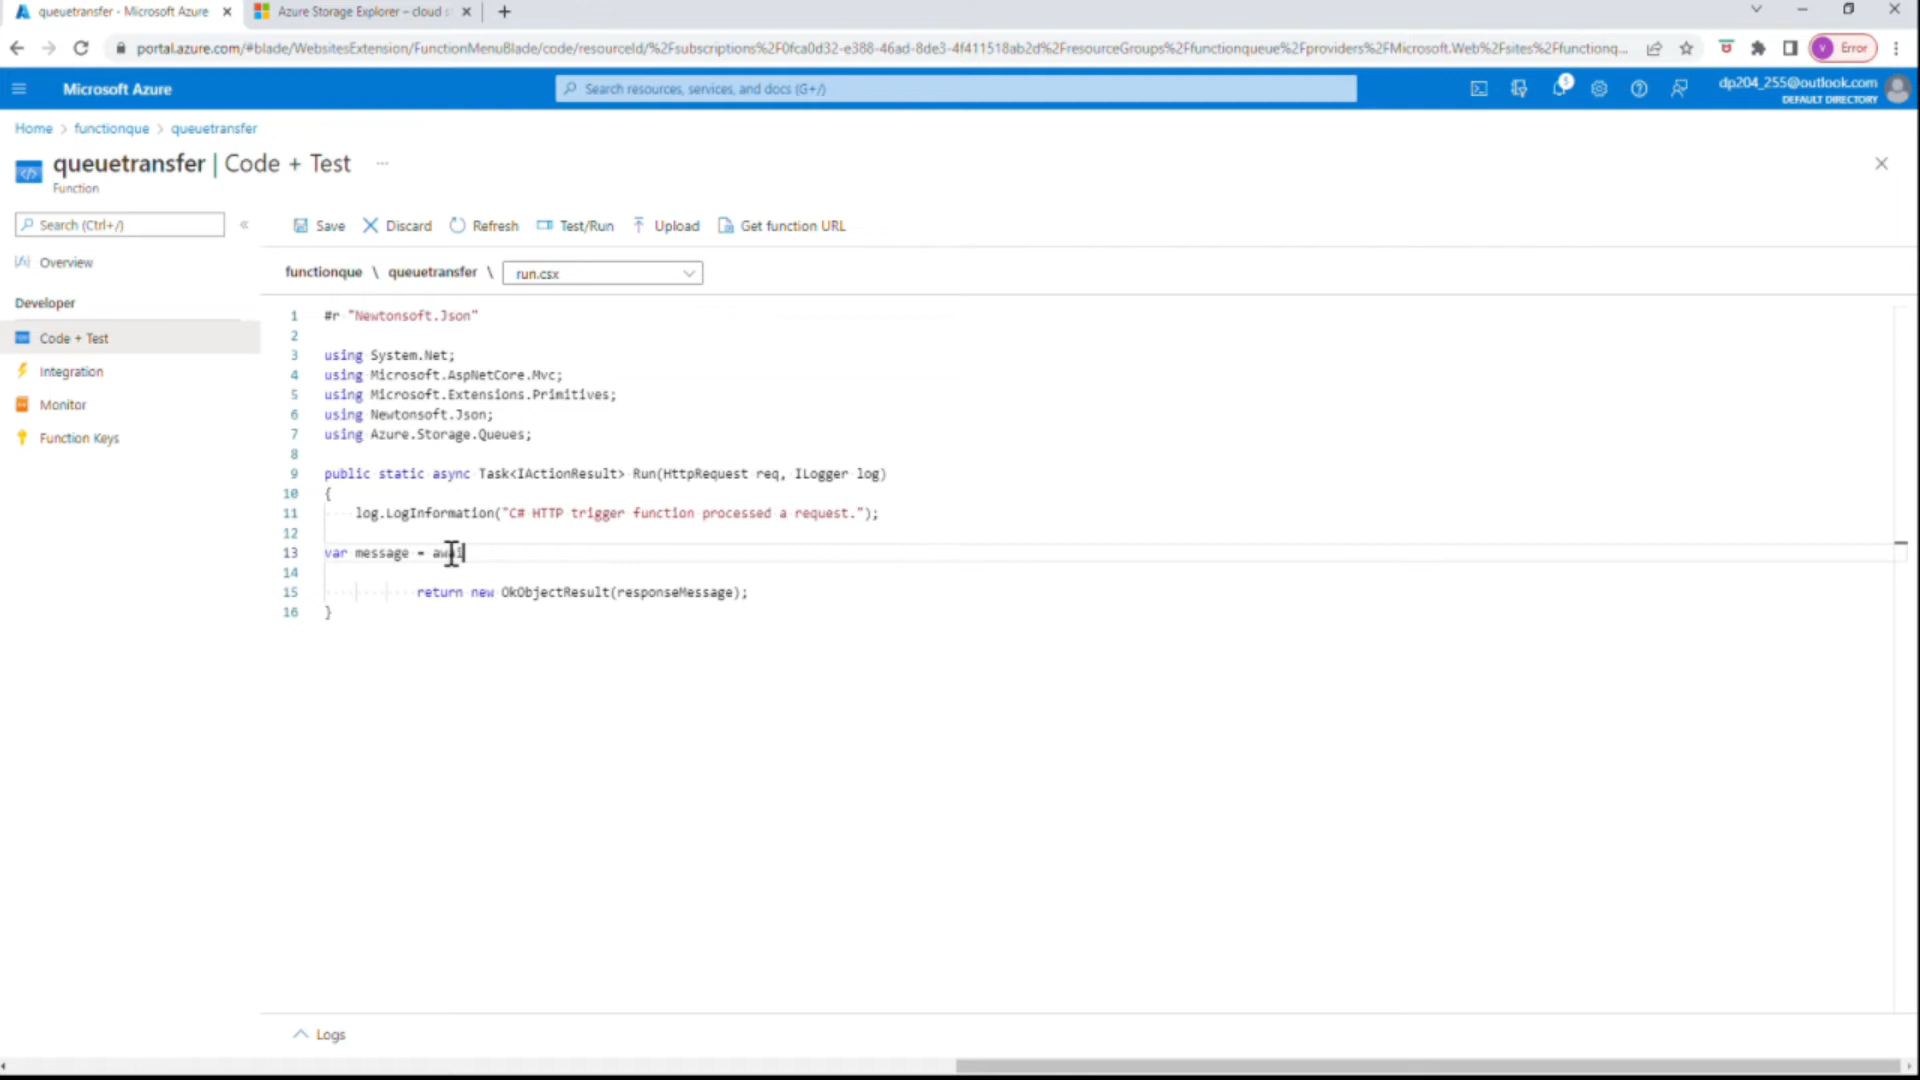 queuetransfer - Microsoft Azure
Azure Storage Explorer – cloud s
portal.azure.com/#blade/WebsitesExtension/FunctionMenuBlade/code/resourceId/%2Fsubscriptions%2F0fca0d32-e388-46ad-8de3-4f411518ab2d%2FresourceGroups%2Ffunctionqueue%2Fproviders%2FMicrosoft.Web%2Fsites%2Ffunctionq...
V Error
Microsoft Azure
Search resources, services, and docs (G+/)
5
dp204_255@outlook.com
DEFAULT DIRECTORY
Home > functionque > queuetransfer
queuetransfer | Code + Test ...
Function
Search (Ctrl+/)
«
Save Discard Refresh Test/Run Upload Get function URL
Overview
functionque \ queuetransfer \ run.csx
Developer
Code + Test
Integration
Monitor
Function Keys
1 #r "Newtonsoft.Json"
2
3 using System.Net;
4 using Microsoft.AspNetCore.Mvc;
5 using Microsoft.Extensions.Primitives;
6 using Newtonsoft.Json;
7 using Azure.Storage.Queues;
8
9 public static async Task<IActionResult> Run(HttpRequest req, ILogger log)
10 {
11 log.LogInformation("C# HTTP trigger function processed a request.");
12
13 var message = awai
14
15 return new OkObjectResult(responseMessage);
16 }
Logs